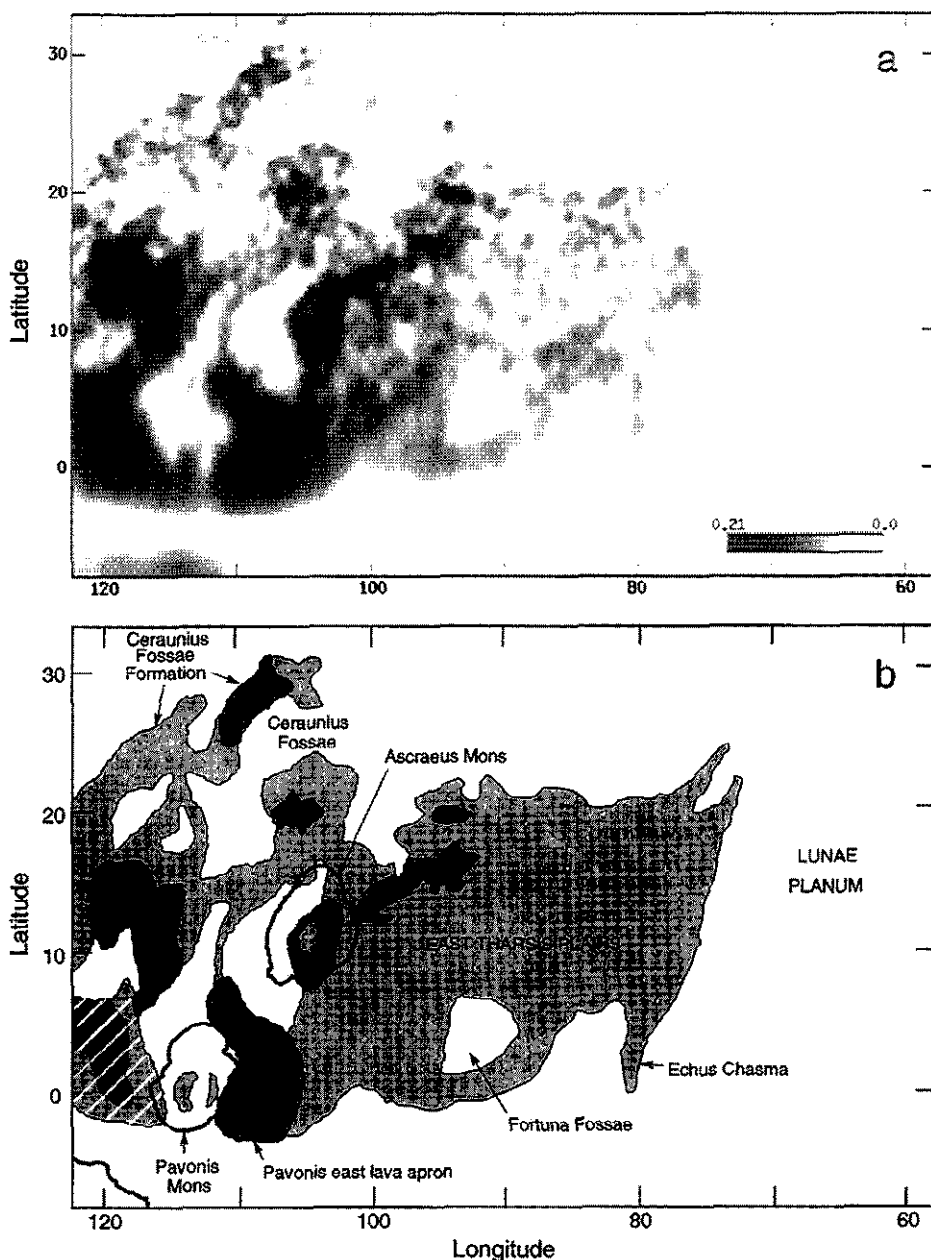 a
30
20
Latitude
10
0
0.21 0.0
120 100 80 60
b
Ceraunius
Fossae
Formation
30
Ceraunius
Fossae
Ascraeus Mons
20
LUNAE
PLANUM
Latitude
10
EAST THARSIS PLAINS
Echus Chasma
0
Fortuna Fossae
Pavonis
Mons
Pavonis east lava apron
120 100 80 60
Longitude